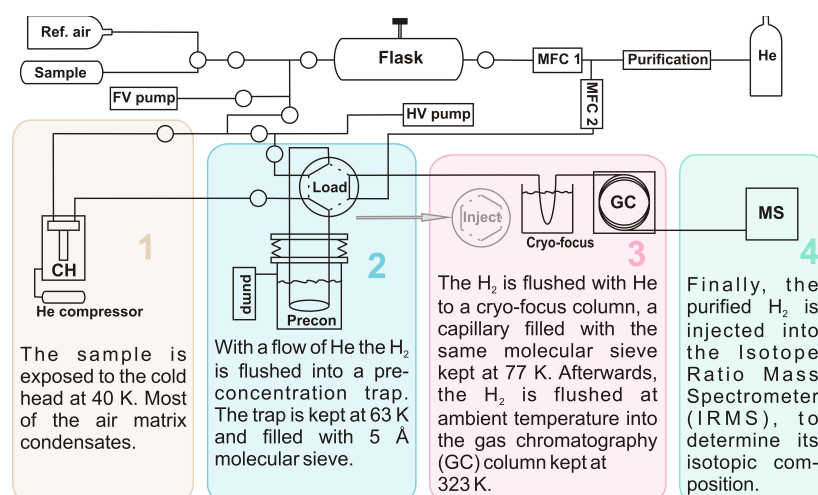 Ref. air
Sample
Flask
MFC 1
Purification
He
FV pump
MFC 2
HV pump
CH
He compressor
1
The sample is
exposed to the cold
head at 40 K. Most
of the air matrix
condensates.
Load
pump
Precon
2
With a flow of He the H₂
is flushed into a pre-
concentration trap.
The trap is kept at 63 K
and filled with 5 Å
molecular sieve.
Inject
Cryo-focus
GC
3
The H₂ is flushed with He
to a cryo-focus column, a
capillary filled with the
same molecular sieve
kept at 77 K. Afterwards,
the H₂ is flushed at
ambient temperature into
the gas chromatography
(GC) column kept at
323 K.
MS
4
Finally, the
purified H₂ is
injected into
the Isotope
Ratio Mass
Spectrometer
(IRMS), to
determine its
isotopic com-
position.